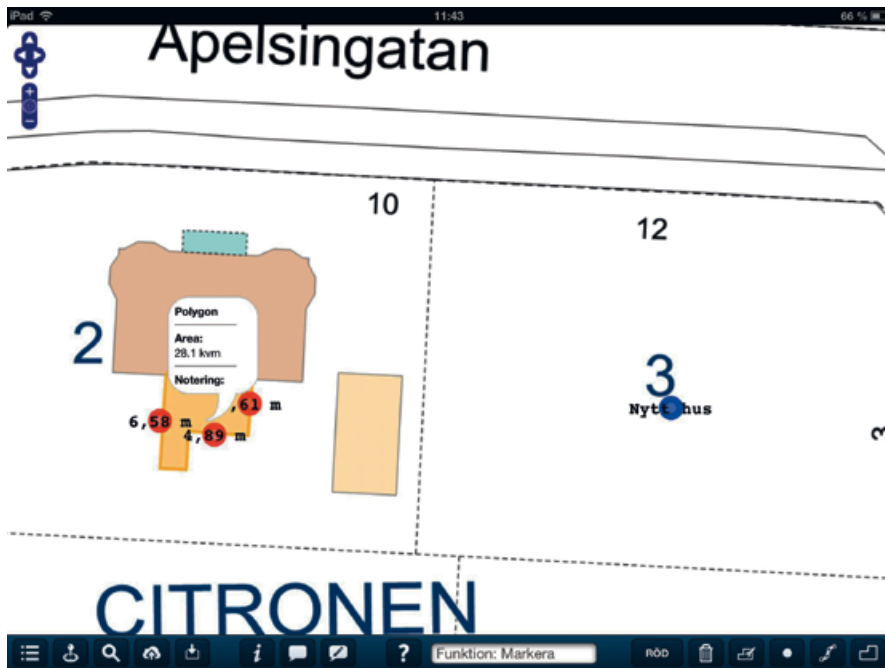 iPad 11:43 66 %
Apelsingatan
10
12
Polygon
Area:
28.1 kvm
Notering:
2
3
Nytt hus
,61 m
6,58 m
4,89 m
3
CITRONEN
Funktion: Markera
RÖD